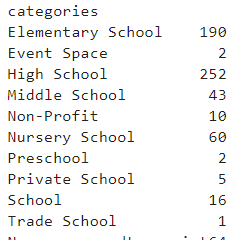 categories
Elementary School    190
Event Space            2
High School          252
Middle School         43
Non-Profit            10
Nursery School        60
Preschool              2
Private School         5
School                16
Trade School           1